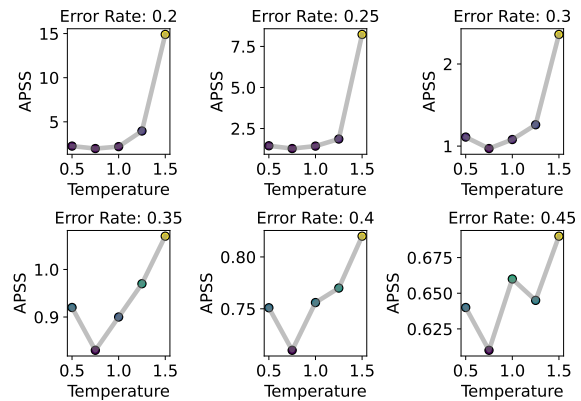 Error Rate: 0.2
Error Rate: 0.25
Error Rate: 0.3
APSS
15
10
5
0.5 1.0 1.5
Temperature
APSS
7.5
5.0
2.5
0.5 1.0 1.5
Temperature
APSS
2
1
0.5 1.0 1.5
Temperature
Error Rate: 0.35
Error Rate: 0.4
Error Rate: 0.45
APSS
1.0
0.9
0.5 1.0 1.5
Temperature
APSS
0.80
0.75
0.5 1.0 1.5
Temperature
APSS
0.675
0.650
0.625
0.5 1.0 1.5
Temperature